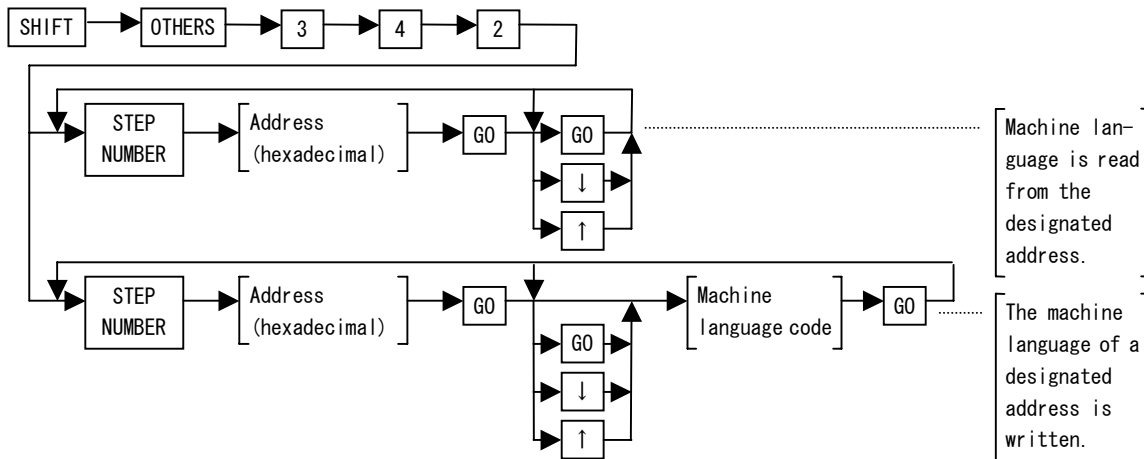 SHIFT OTHERS 3 4 2
STEP
NUMBER
Address
(hexadecimal)
GO
GO
↓
↑
Machine lan-
guage is read
from the
designated
address.
STEP
NUMBER
Address
(hexadecimal)
GO
GO
↓
↑
Machine
language code
GO
The machine
language of a
designated
address is
written.